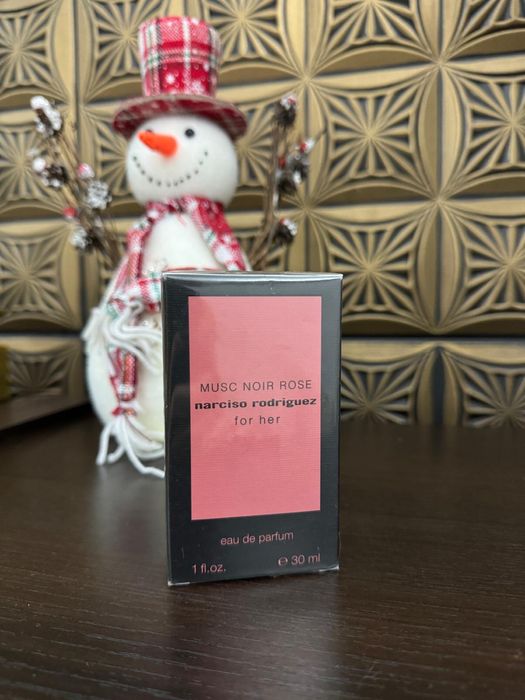 MUSC NOIR ROSE
narciso rodriguez
for her
eau de parfum
1 fl.oz. ℮ 30 ml